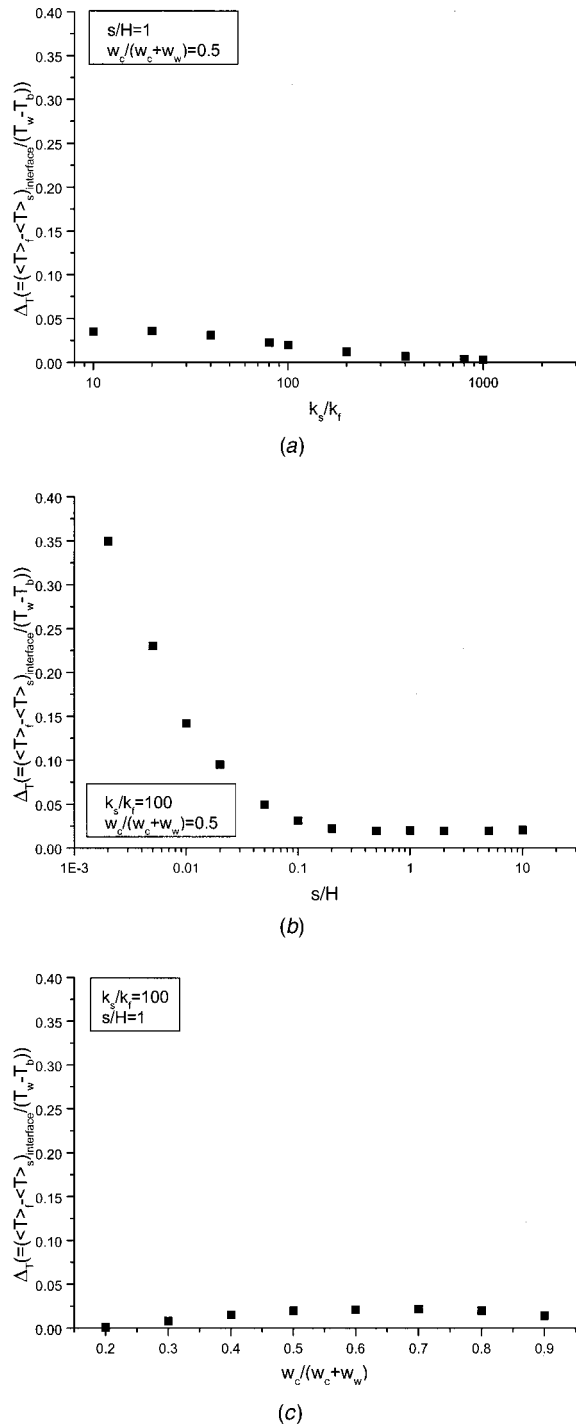 s/H=1
w_c/(w_c+w_w)=0.5
0.40
0.35
0.30
0.25
0.20
0.15
0.10
0.05
0.00
Δ_T(=(<T>_f-<T>_s)_interface/(T_w-T_b))
10
100
1000
k_s/k_f
(a)
0.40
0.35
0.30
0.25
0.20
0.15
0.10
0.05
0.00
Δ_T(=(<T>_f-<T>_s)_interface/(T_w-T_b))
k_s/k_f=100
w_c/(w_c+w_w)=0.5
1E-3
0.01
0.1
1
10
s/H
(b)
k_s/k_f=100
s/H=1
0.40
0.35
0.30
0.25
0.20
0.15
0.10
0.05
0.00
Δ_T(=(<T>_f-<T>_s)_interface/(T_w-T_b))
0.2
0.3
0.4
0.5
0.6
0.7
0.8
0.9
w_c/(w_c+w_w)
(c)